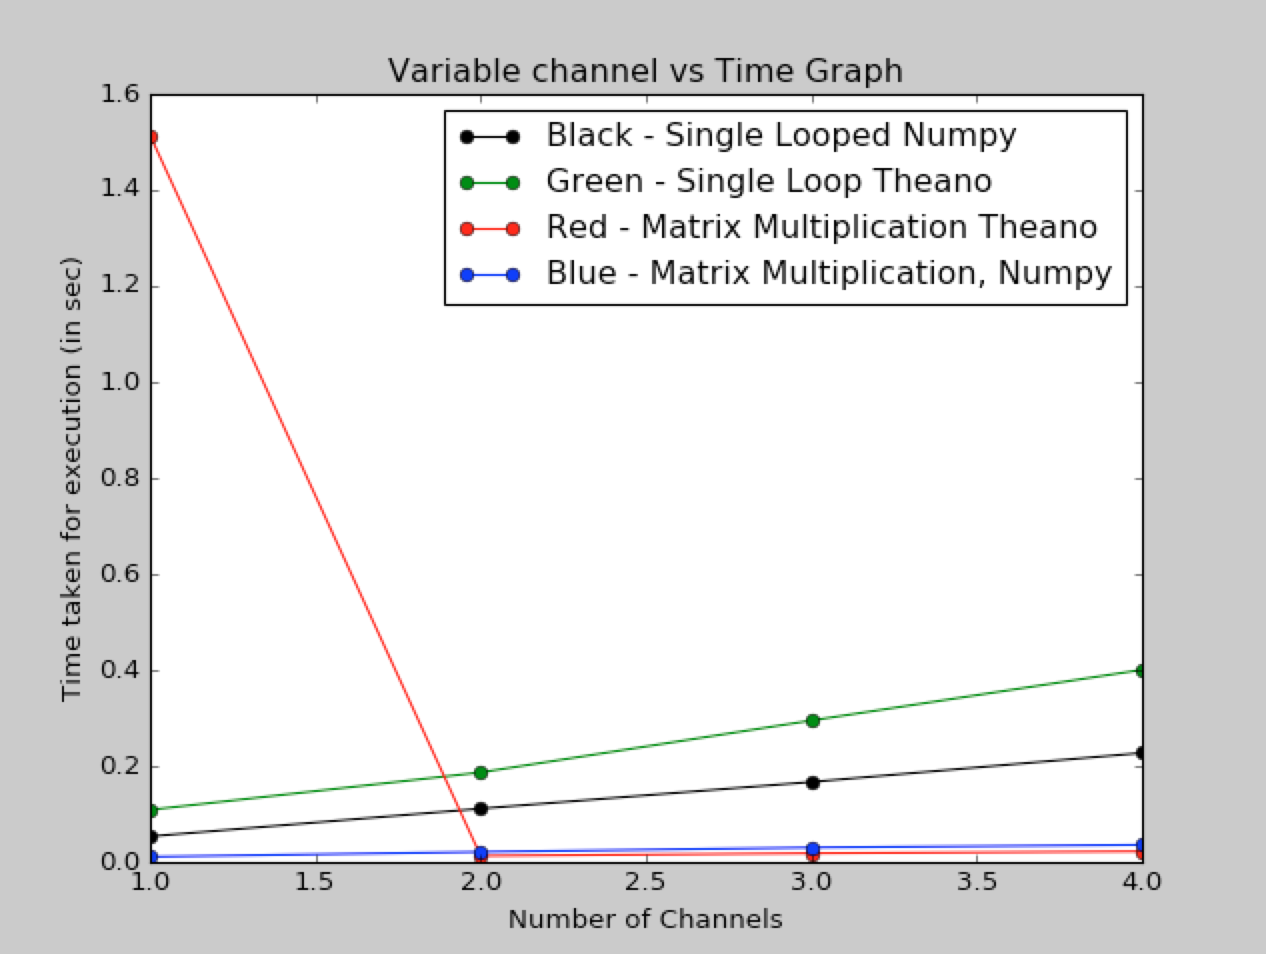 Variable channel vs Time Graph
1.6
1.4
1.2
1.0
0.8
0.6
0.4
0.2
0.0
Time taken for execution (in sec)
Black - Single Looped Numpy
Green - Single Loop Theano
Red - Matrix Multiplication Theano
Blue - Matrix Multiplication, Numpy
1.0 1.5 2.0 2.5 3.0 3.5 4.0
Number of Channels